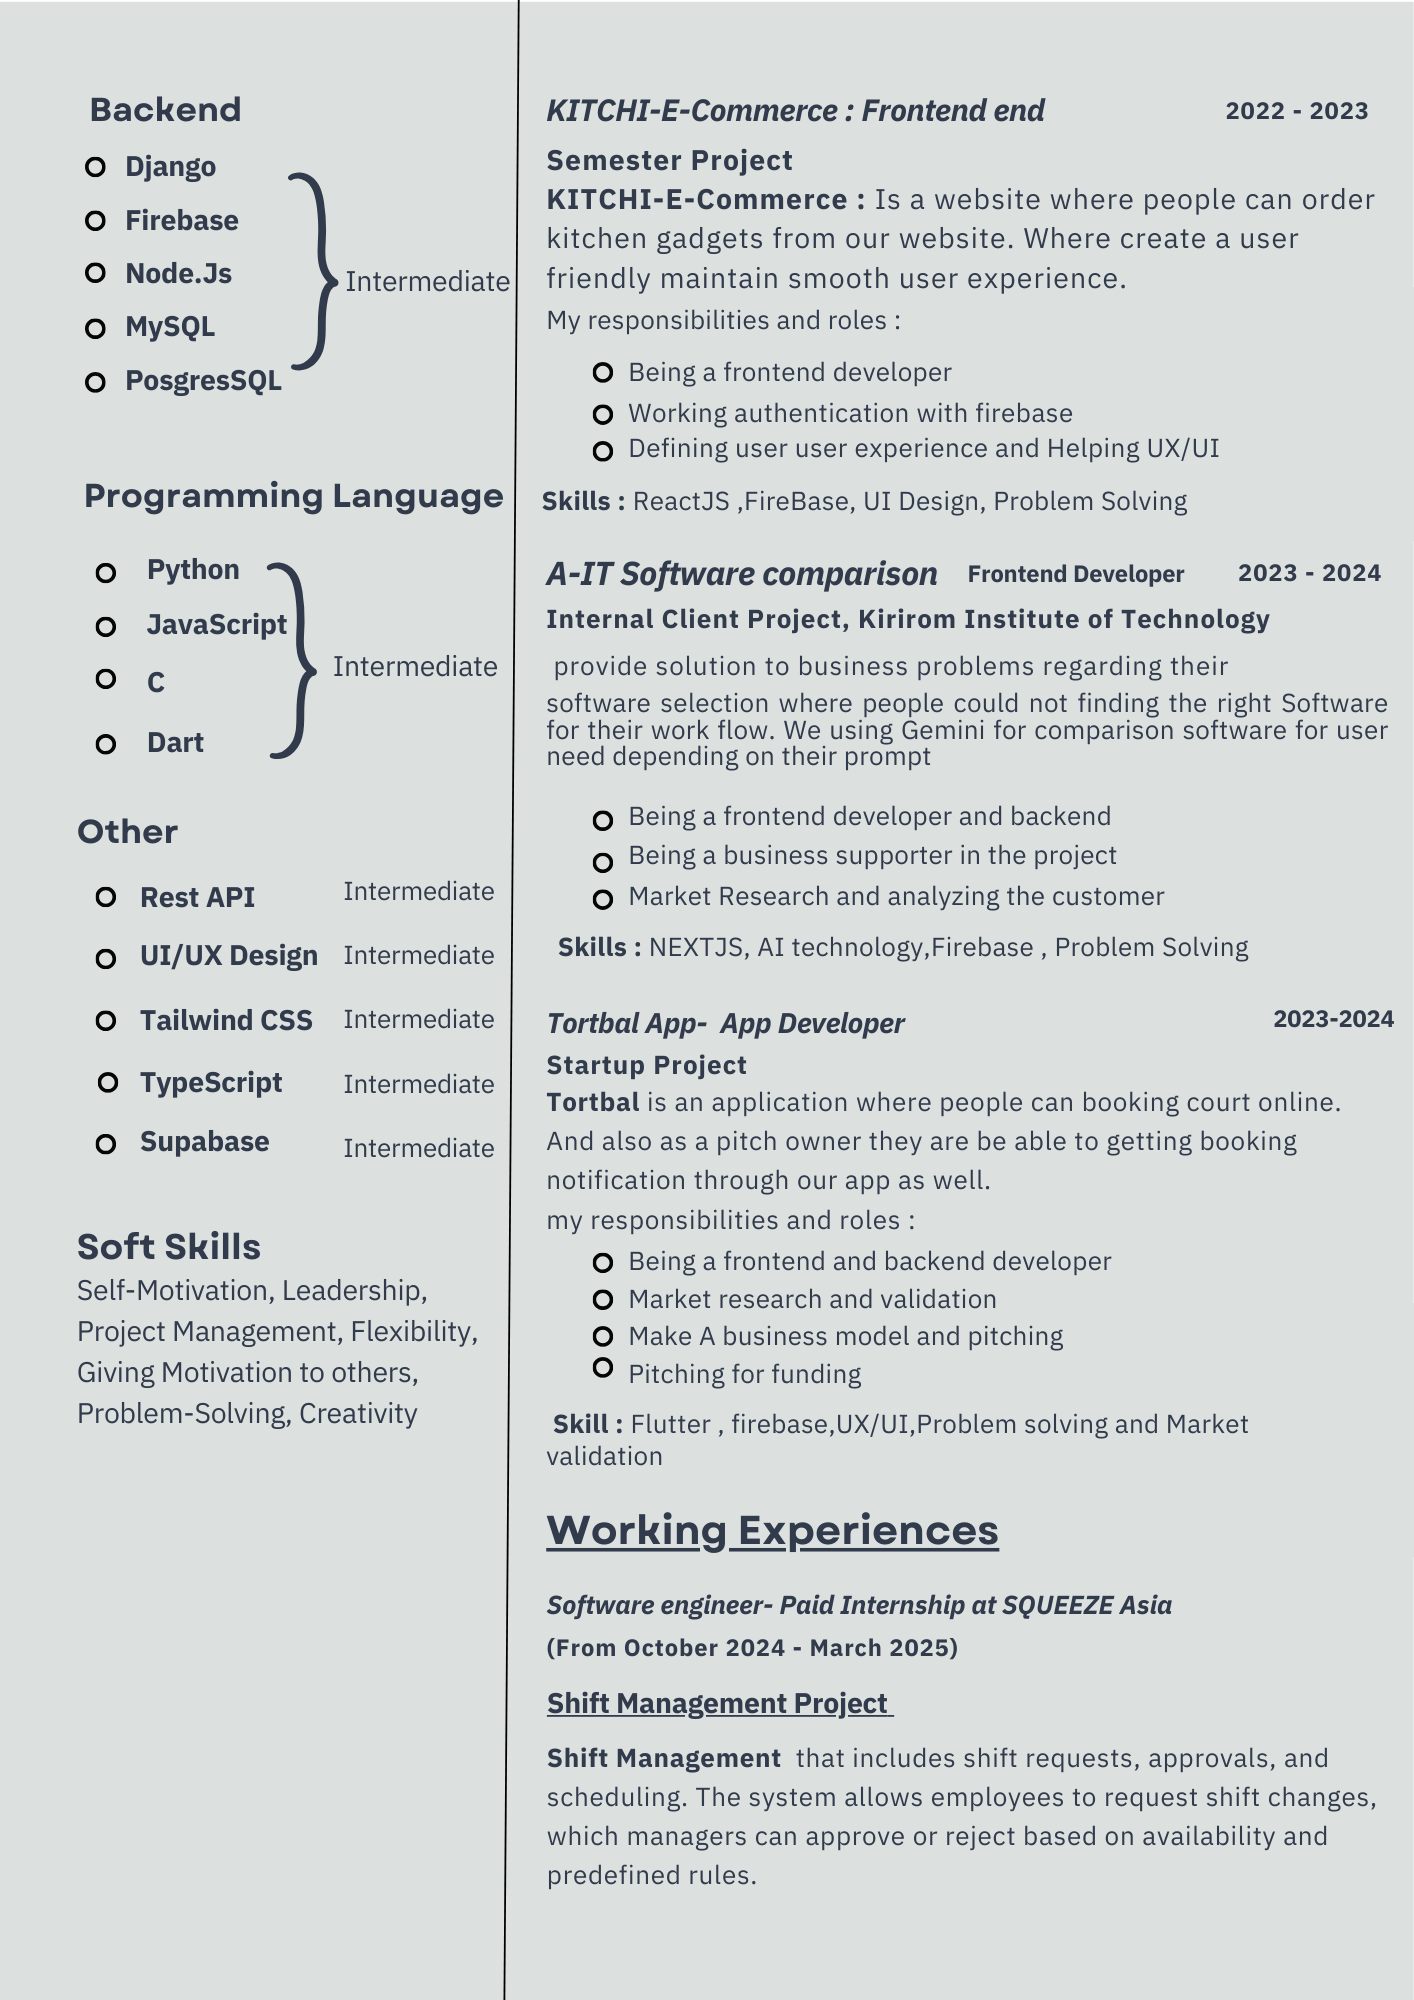 Backend
Django
Firebase
Node.Js
MySQL
PosgresSQL
Intermediate
Programming Language
Python
JavaScript
C
Dart
Intermediate
Other
Rest API Intermediate
UI/UX Design Intermediate
Tailwind CSS Intermediate
TypeScript Intermediate
Supabase Intermediate
Soft Skills
Self-Motivation, Leadership,
Project Management, Flexibility,
Giving Motivation to others,
Problem-Solving, Creativity
KITCHI-E-Commerce : Frontend end 2022 - 2023
Semester Project
KITCHI-E-Commerce : Is a website where people can order
kitchen gadgets from our website. Where create a user
friendly maintain smooth user experience.
My responsibilities and roles :
Being a frontend developer
Working authentication with firebase
Defining user user experience and Helping UX/UI
Skills : ReactJS ,FireBase, UI Design, Problem Solving
A-IT Software comparison Frontend Developer 2023 - 2024
Internal Client Project, Kirirom Institute of Technology
provide solution to business problems regarding their
software selection where people could not finding the right Software
for their work flow. We using Gemini for comparison software for user
need depending on their prompt
Being a frontend developer and backend
Being a business supporter in the project
Market Research and analyzing the customer
Skills : NEXTJS, AI technology,Firebase , Problem Solving
Tortbal App- App Developer 2023-2024
Startup Project
Tortbal is an application where people can booking court online.
And also as a pitch owner they are be able to getting booking
notification through our app as well.
my responsibilities and roles :
Being a frontend and backend developer
Market research and validation
Make A business model and pitching
Pitching for funding
Skill : Flutter , firebase,UX/UI,Problem solving and Market
validation
Working Experiences
Software engineer- Paid Internship at SQUEEZE Asia
(From October 2024 - March 2025)
Shift Management Project
Shift Management that includes shift requests, approvals, and
scheduling. The system allows employees to request shift changes,
which managers can approve or reject based on availability and
predefined rules.